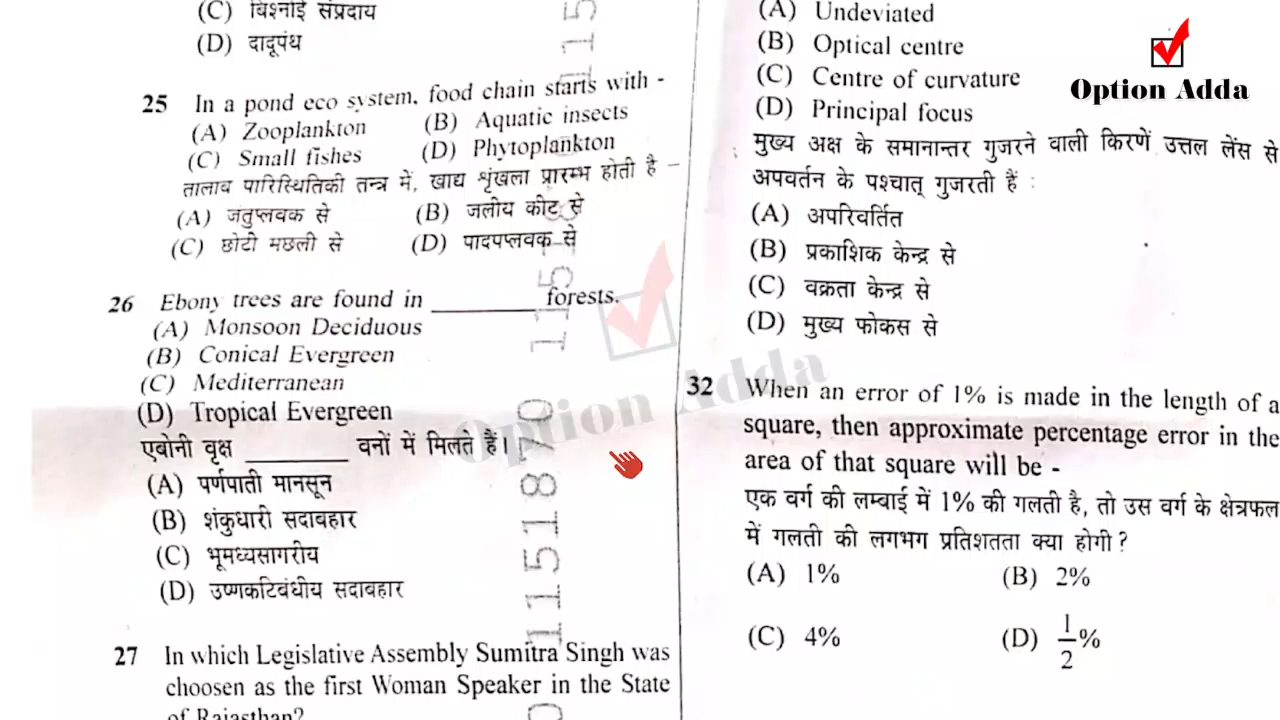 (C) बिश्नोई संप्रदाय
(D) दादूपंथ
25 In a pond eco system, food chain starts with -
(A) Zooplankton (B) Aquatic insects
(C) Small fishes (D) Phytoplankton
तालाब पारिस्थितिकी तन्त्र में, खाद्य शृंखला प्रारम्भ होती है –
(A) जंतुप्लवक से (B) जलीय कीट से
(C) छोटी मछली से (D) पादपप्लवक से
26 Ebony trees are found in ________ forests.
(A) Monsoon Deciduous
(B) Conical Evergreen
(C) Mediterranean
(D) Tropical Evergreen
एबोनी वृक्ष ________ वनों में मिलते हैं।
(A) पर्णपाती मानसून
(B) शंकुधारी सदाबहार
(C) भूमध्यसागरीय
(D) उष्णकटिबंधीय सदाबहार
27 In which Legislative Assembly Sumitra Singh was
choosen as the first Woman Speaker in the State
of Rajasthan?
(A) Undeviated
(B) Optical centre
(C) Centre of curvature
(D) Principal focus
मुख्य अक्ष के समानान्तर गुजरने वाली किरणें उत्तल लेंस से
अपवर्तन के पश्चात् गुजरती हैं :
(A) अपरिवर्तित
(B) प्रकाशिक केन्द्र से
(C) वक्रता केन्द्र से
(D) मुख्य फोकस से
32 When an error of 1% is made in the length of a
square, then approximate percentage error in the
area of that square will be -
एक वर्ग की लम्बाई में 1% की गलती है, तो उस वर्ग के क्षेत्रफल
में गलती की लगभग प्रतिशतता क्या होगी ?
(A) 1% (B) 2%
(C) 4% (D) 1/2%
Option Adda
Option Adda
1151870